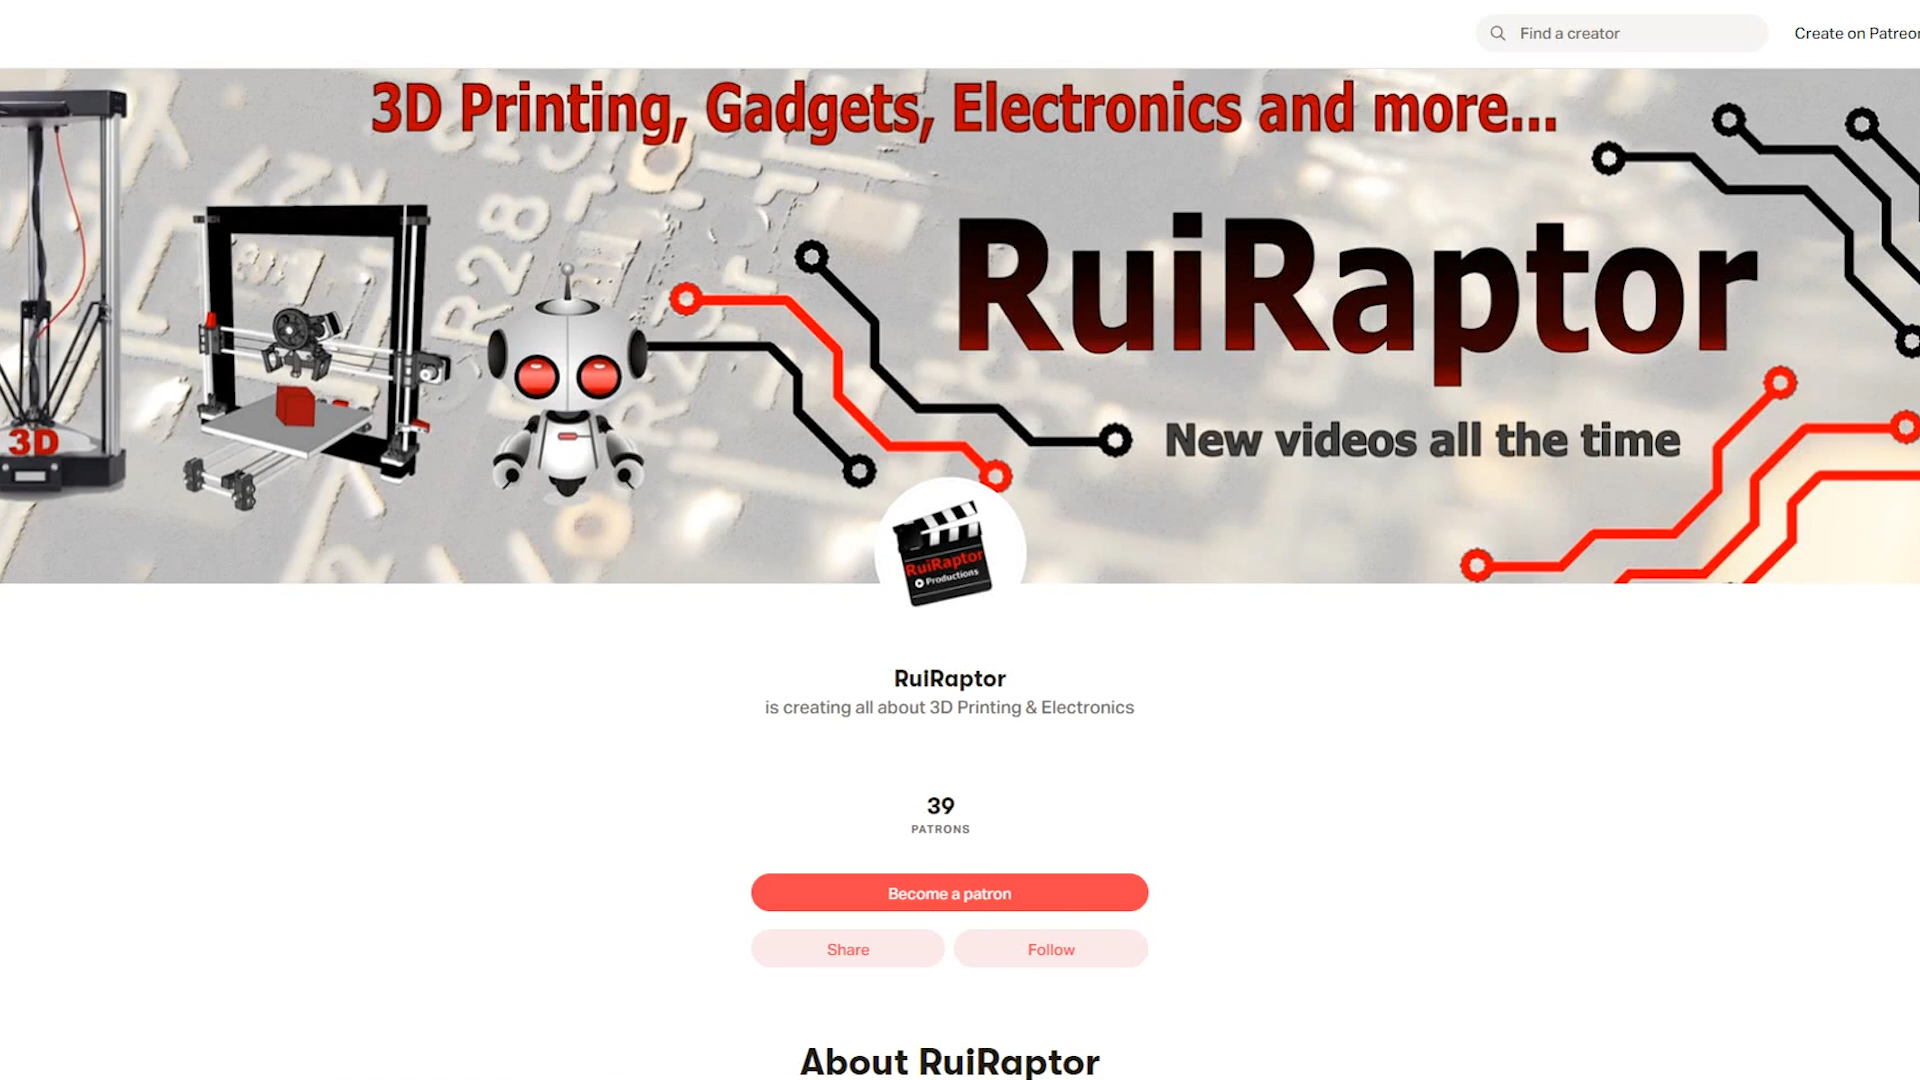 Find a creator
Create on Patreon
3D Printing, Gadgets, Electronics and more...
R28
RuiRaptor
3D
New videos all the time
RuiRaptor
Productions
RuiRaptor
is creating all about 3D Printing & Electronics
39
PATRONS
Become a patron
Share
Follow
About RuiRaptor